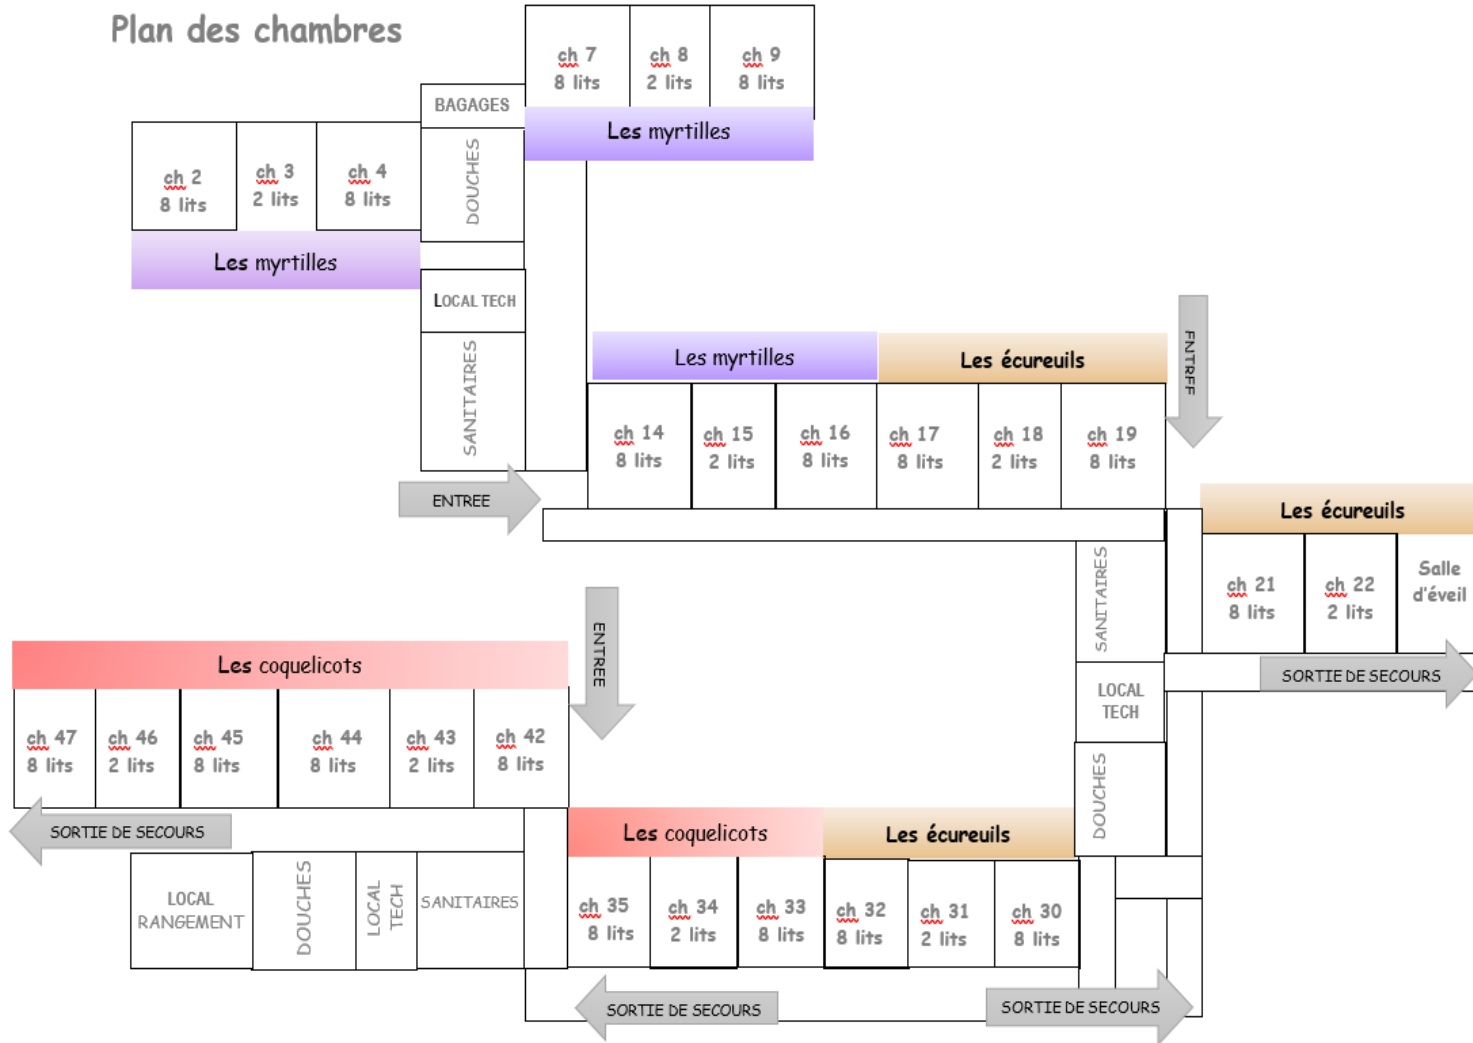 Plan des chambres
ch 7
8 lits
ch 8
2 lits
ch 9
8 lits
Les myrtilles
BAGAGES
DOUCHES
ch 2
8 lits
ch 3
2 lits
ch 4
8 lits
Les myrtilles
LOCAL TECH
SANITAIRES
ENTREE
Les myrtilles
Les écureuils
ENTREE
ch 14
8 lits
ch 15
2 lits
ch 16
8 lits
ch 17
8 lits
ch 18
2 lits
ch 19
8 lits
Les écureuils
ch 21
8 lits
ch 22
2 lits
Salle
d'éveil
SORTIE DE SECOURS
SANITAIRES
LOCAL
TECH
DOUCHES
ENTREE
Les coquelicots
ch 47
8 lits
ch 46
2 lits
ch 45
8 lits
ch 44
8 lits
ch 43
2 lits
ch 42
8 lits
SORTIE DE SECOURS
LOCAL
RANGEMENT
DOUCHES
LOCAL
TECH
SANITAIRES
Les coquelicots
Les écureuils
ch 35
8 lits
ch 34
2 lits
ch 33
8 lits
ch 32
8 lits
ch 31
2 lits
ch 30
8 lits
SORTIE DE SECOURS
SORTIE DE SECOURS